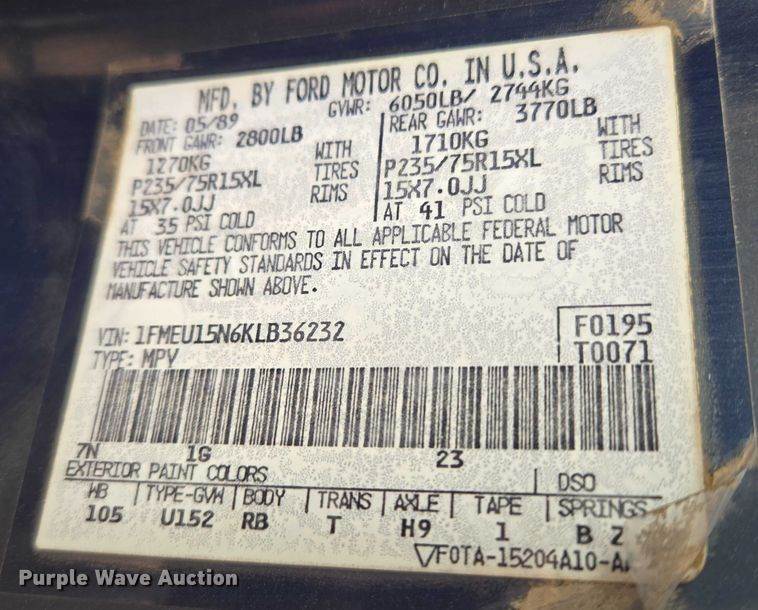 MFD. BY FORD MOTOR CO. IN U.S.A.
DATE: 05/89 GVWR: 6050LB/ 2744KG
FRONT GAWR: 2800LB REAR GAWR: 3770LB
1270KG WITH 1710KG WITH
P235/75R15XL TIRES P235/75R15XL TIRES
15X7.0JJ RIMS 15X7.0JJ RIMS
AT 35 PSI COLD AT 41 PSI COLD
THIS VEHICLE CONFORMS TO ALL APPLICABLE FEDERAL MOTOR
VEHICLE SAFETY STANDARDS IN EFFECT ON THE DATE OF
MANUFACTURE SHOWN ABOVE.
VIN: 1FMEU15N6KLB36232 F0195
TYPE: MPV T0071
7N 1G 23
EXTERIOR PAINT COLORS DSO
WB TYPE-GVW BODY TRANS AXLE TAPE SPRINGS
105 U152 RB T H9 1 B Z
▽F0TA-15204A10-A
Purple Wave Auction